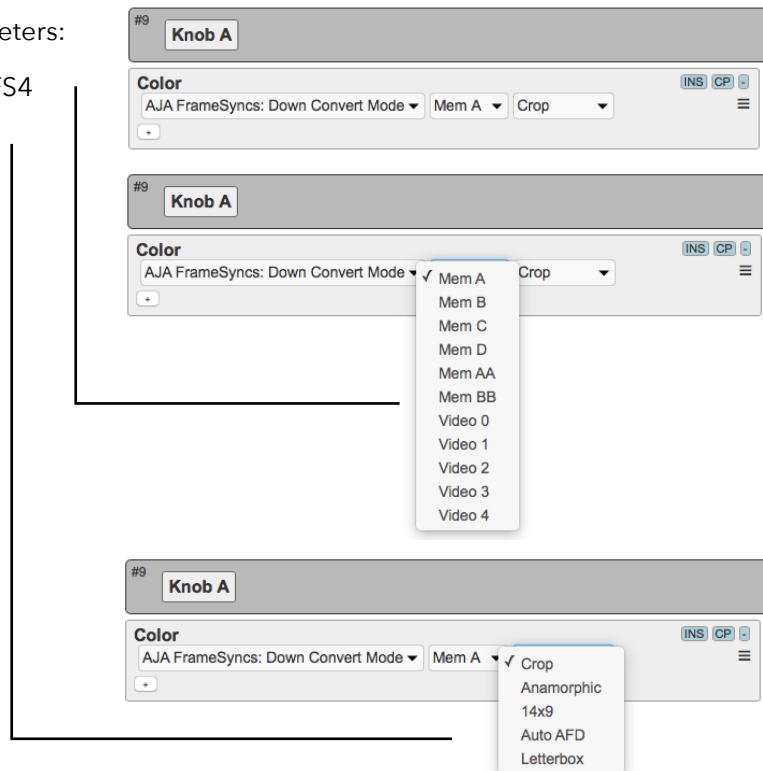 eters:
FS4
#9
Knob A
Color
INS CP -
AJA FrameSyncs: Down Convert Mode Mem A Crop
+
#9
Knob A
Color
INS CP -
AJA FrameSyncs: Down Convert Mode Crop
+
✓ Mem A
Mem B
Mem C
Mem D
Mem AA
Mem BB
Video 0
Video 1
Video 2
Video 3
Video 4
#9
Knob A
Color
INS CP -
AJA FrameSyncs: Down Convert Mode Mem A
+
✓ Crop
Anamorphic
14x9
Auto AFD
Letterbox